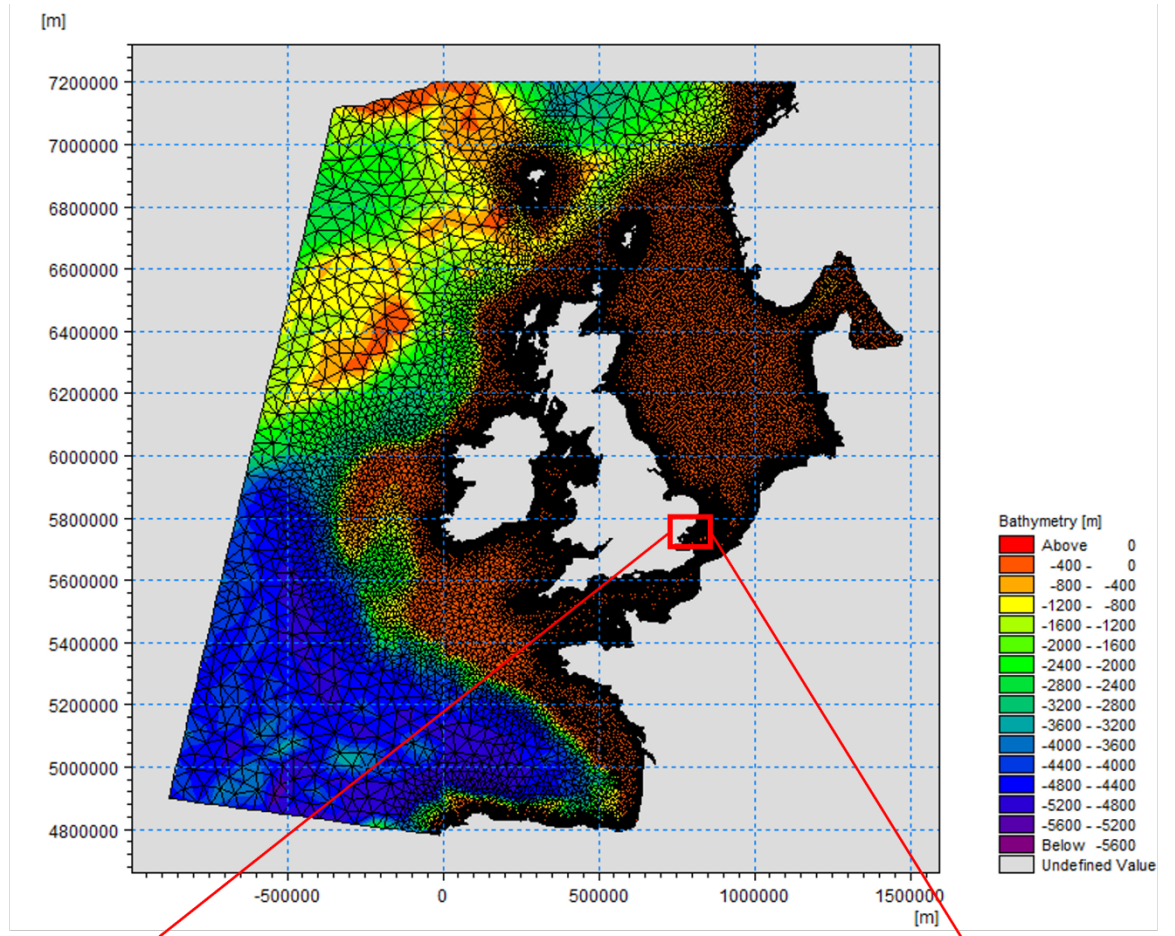 [m]
7200000
7000000
6800000
6600000
6400000
6200000
6000000
5800000
5600000
5400000
5200000
5000000
4800000
-500000 0 500000 1000000 1500000
[m]
Bathymetry [m]
Above 0
-400 - 0
-800 - -400
-1200 - -800
-1600 - -1200
-2000 - -1600
-2400 - -2000
-2800 - -2400
-3200 - -2800
-3600 - -3200
-4000 - -3600
-4400 - -4000
-4800 - -4400
-5200 - -4800
-5600 - -5200
Below -5600
Undefined Value